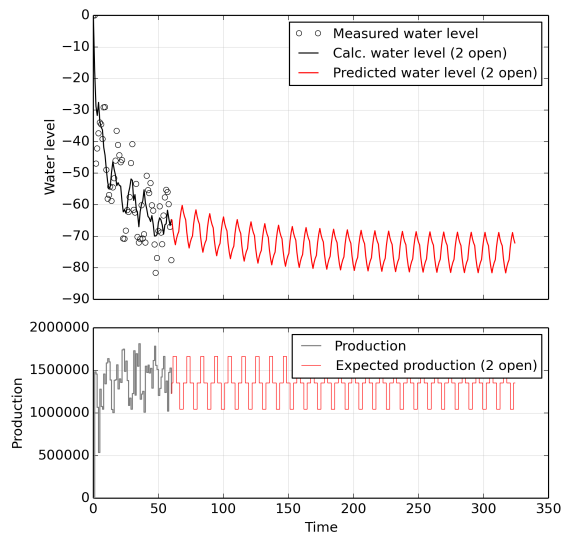 −0
−10
−20
−30
−40
−50
−60
−70
−80
−90
Water level
Measured water level
Calc. water level (2 open)
Predicted water level (2 open)
2000000
1500000
1000000
500000
0
Production
Production
Expected production (2 open)
0 50 100 150 200 250 300 350
Time